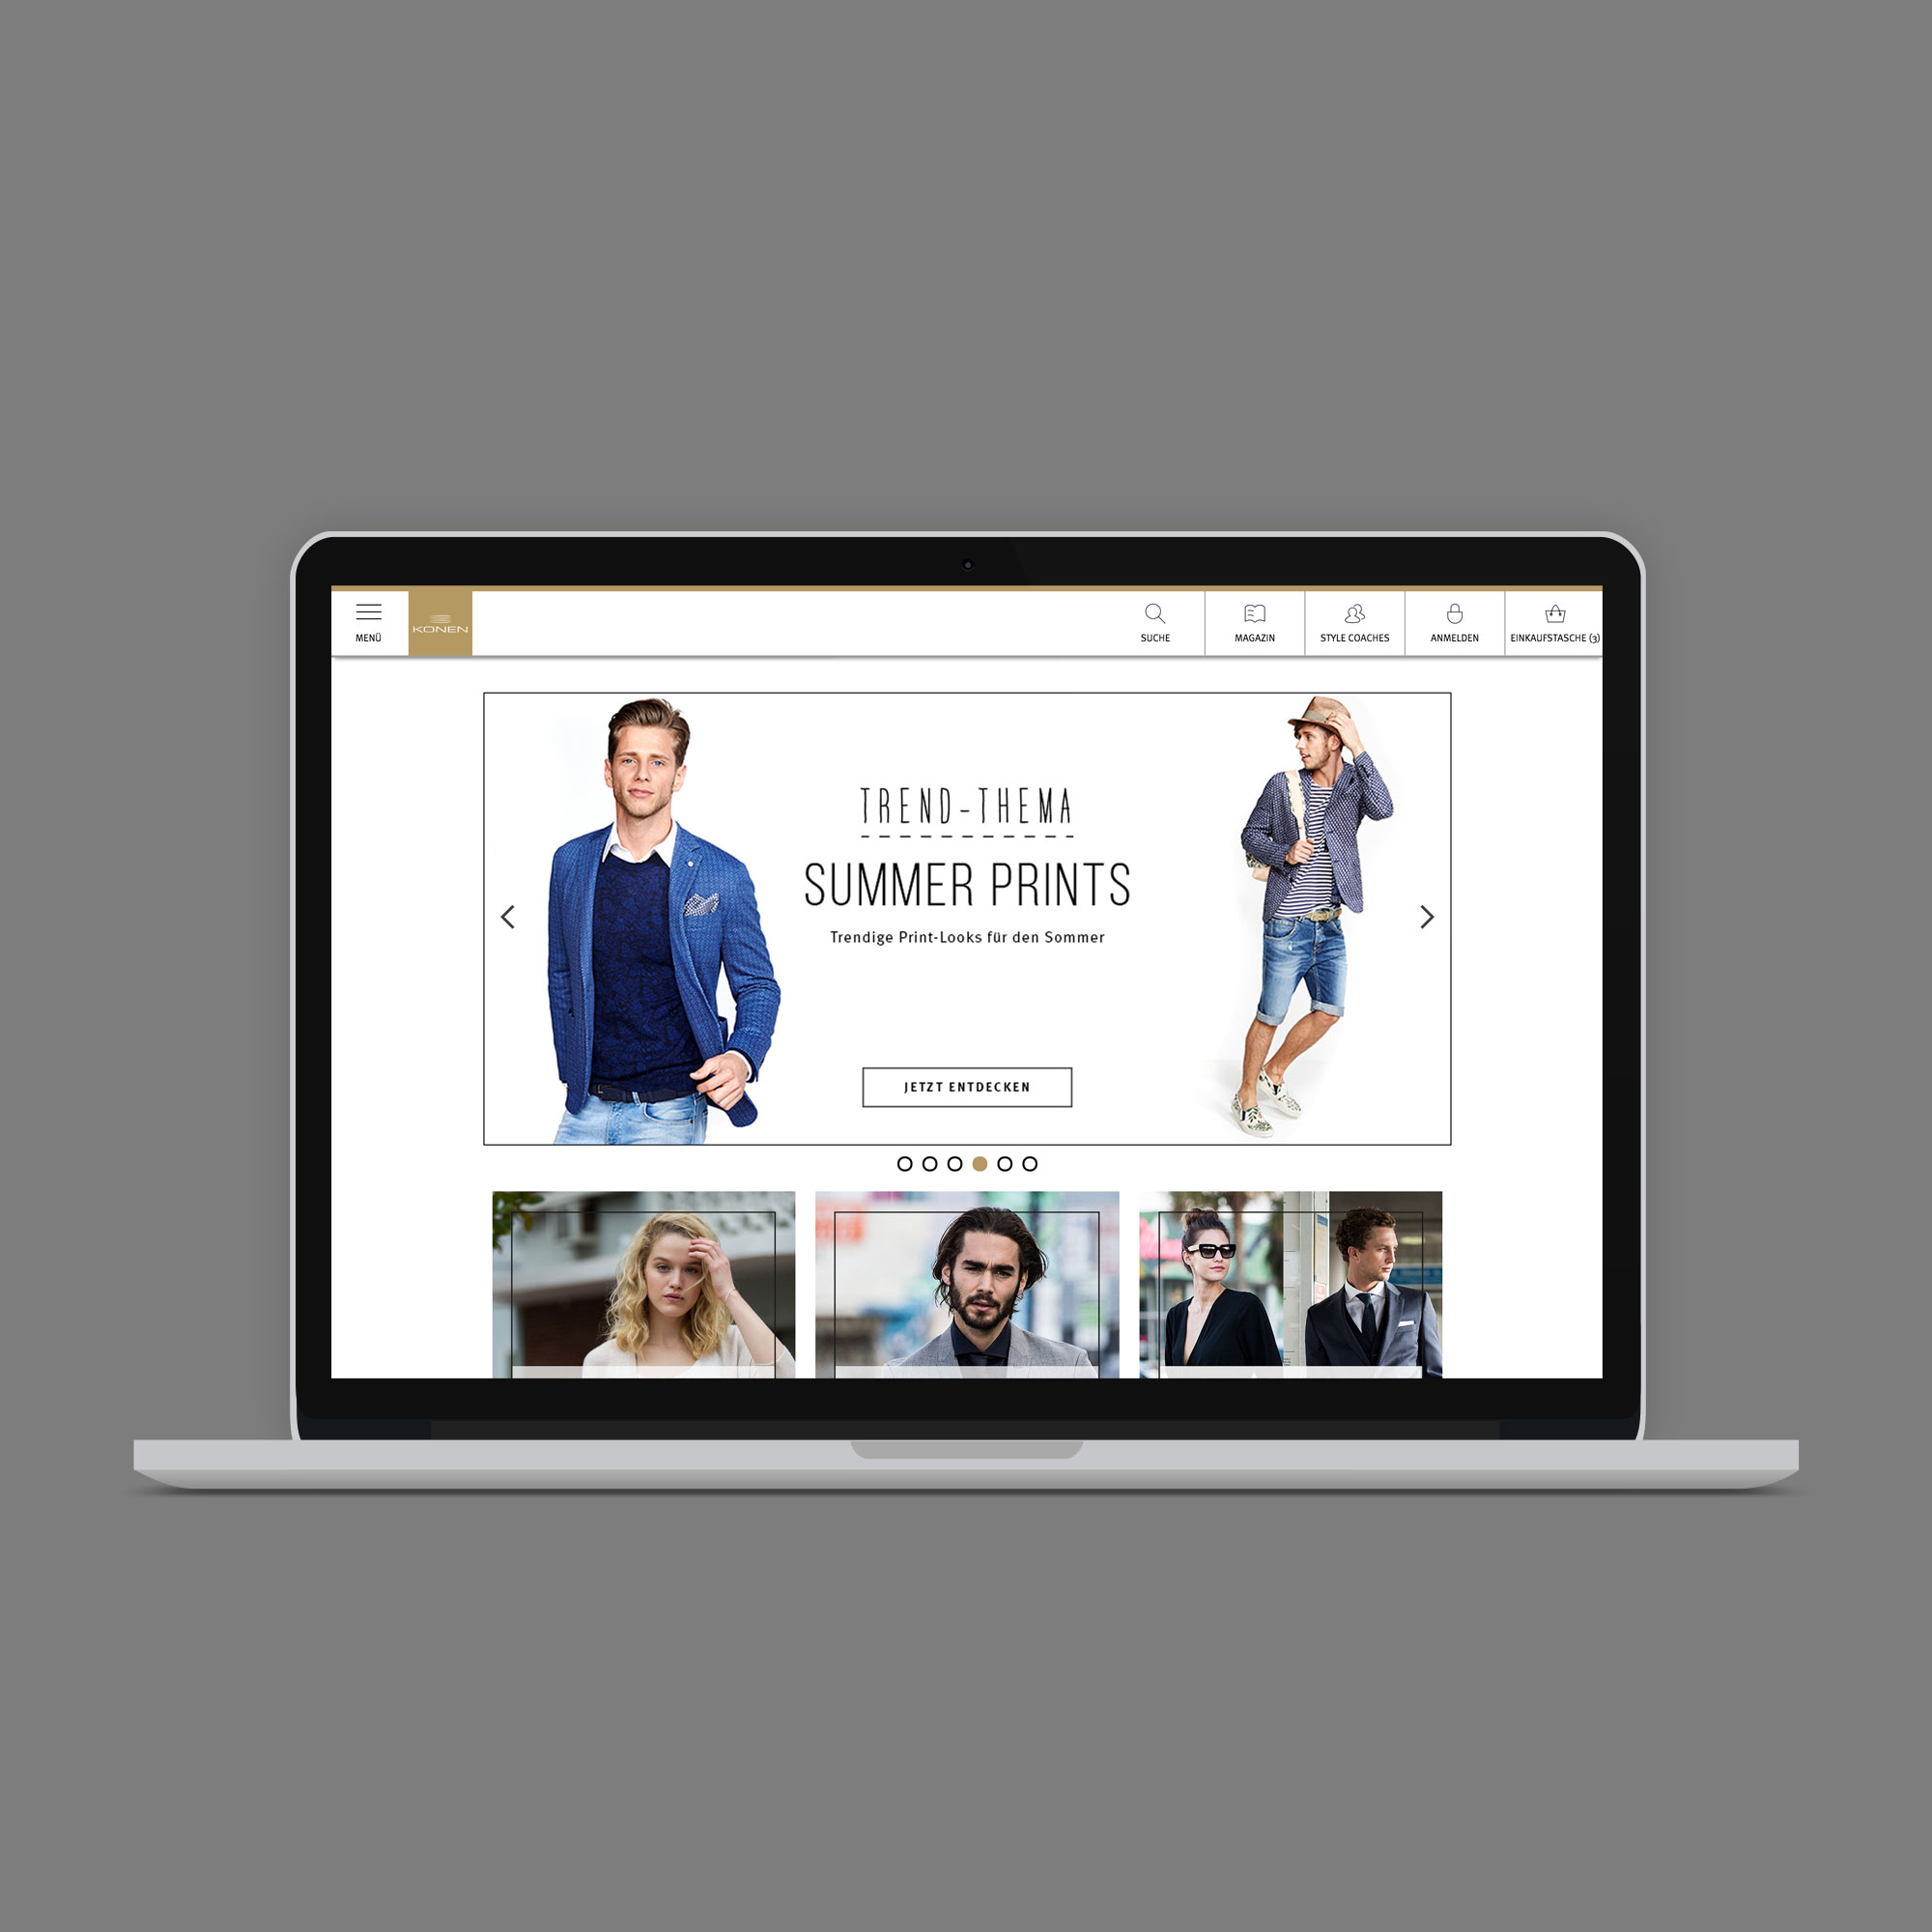 MENÜ
KONEN
SUCHE
MAGAZIN
STYLE COACHES
ANMELDEN
EINKAUFSTASCHE (3)
TREND-THEMA
SUMMER PRINTS
Trendige Print-Looks für den Sommer
JETZT ENTDECKEN